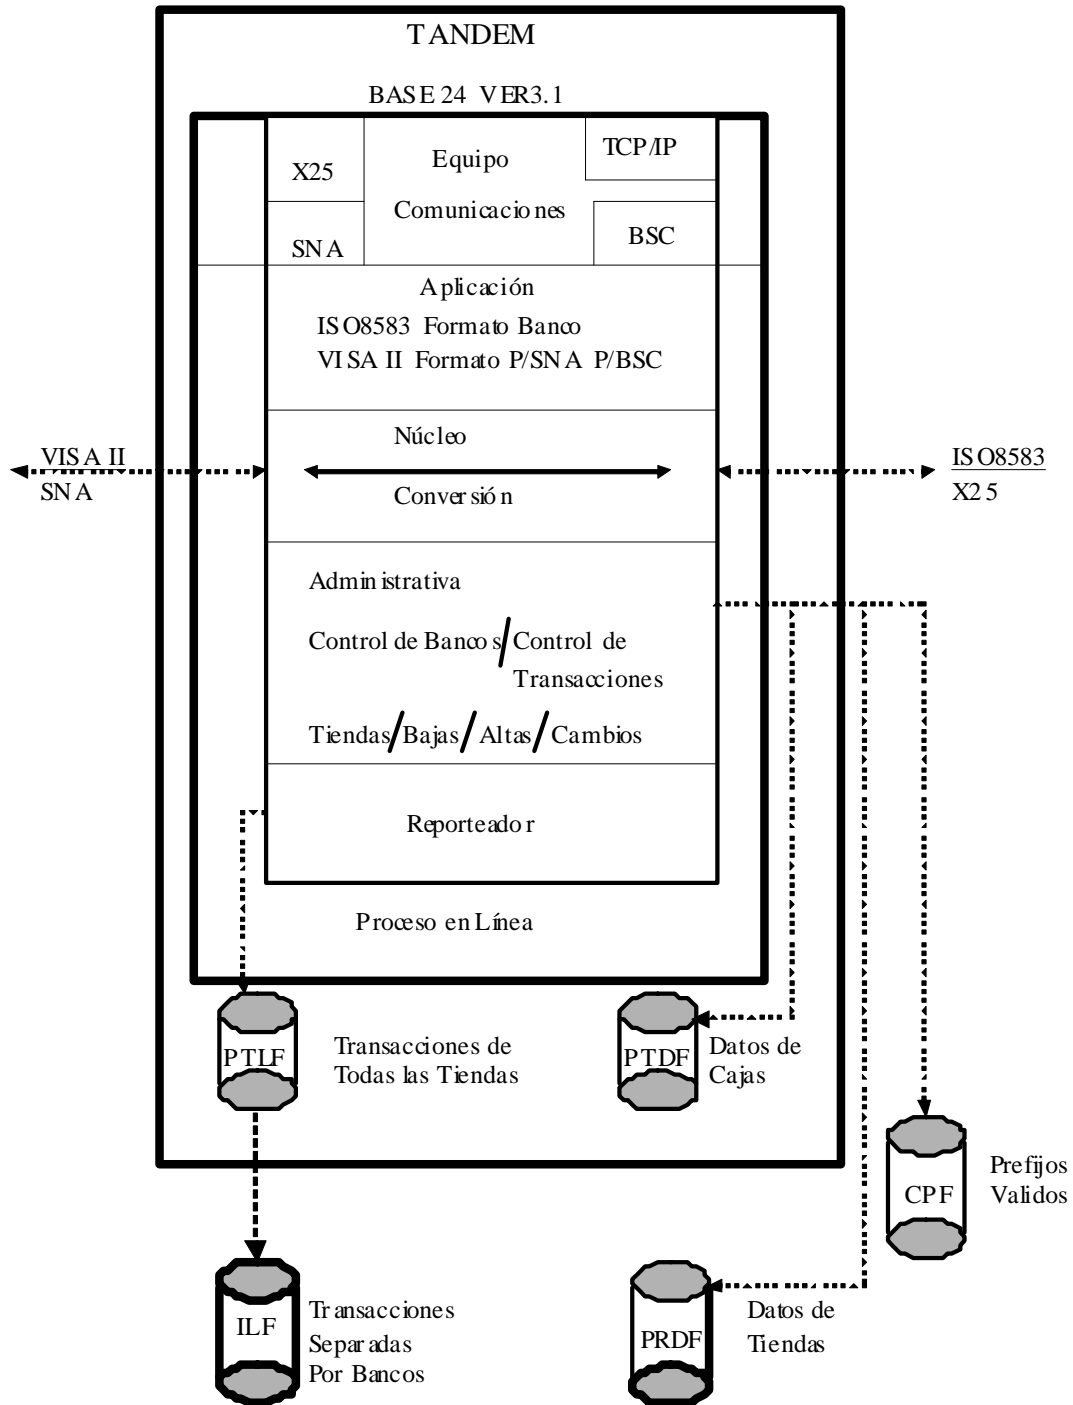 TANDEM
BASE 24 VER3.1
X25
Equipo
TCP/IP
Comunicaciones
SNA
BSC
Aplicación
ISO8583 Formato Banco
VISA II Formato P/SNA P/BSC
Núcleo
Conversión
VISA II
SNA
ISO8583
X25
Administrativa
Control de Bancos/Control de
Transacciones
Tiendas/Bajas/Altas/Cambios
Reporteador
Proceso en Línea
PTLF
Transacciones de
Todas las Tiendas
PTDF
Datos de
Cajas
CPF
Prefijos
Validos
ILF
Transacciones
Separadas
Por Bancos
PRDF
Datos de
Tiendas